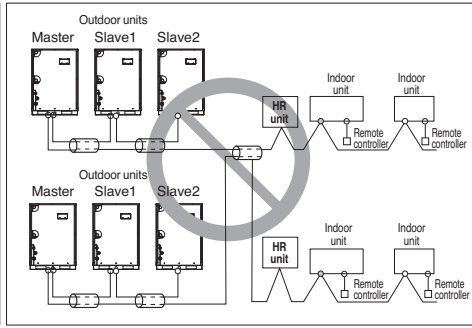 Outdoor units
Master Slave1 Slave2
HR
unit
Indoor
unit
Remote
controller
Indoor
unit
Remote
controller
Outdoor units
Master Slave1 Slave2
HR
unit
Indoor
unit
Remote
controller
Indoor
unit
Remote
controller